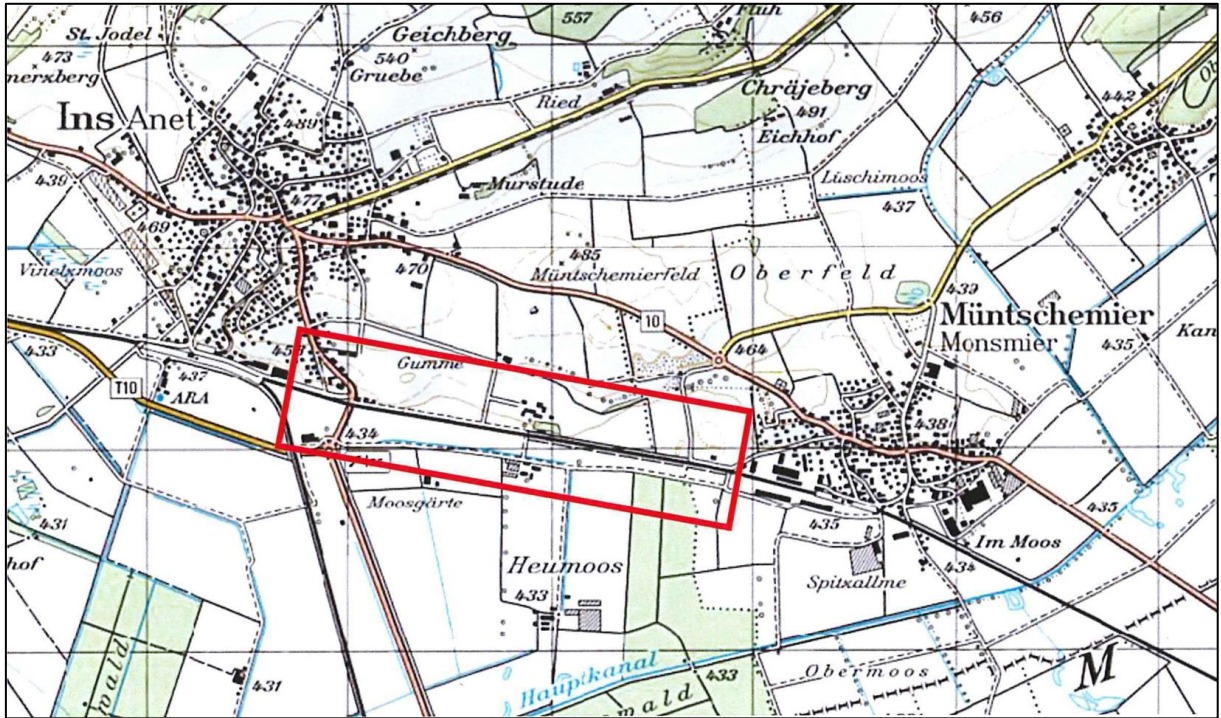 557
Fluh
456
St. Jodel
Geichberg
473
540
Gruebe
Chräjeberg
442
Ried
491
Eichhof
Ins Anet
489
Lüschimoos
Murstude
437
439
477
469
485
Oberfeld
Vinelzmoos
470
Müntschemierfeld
439
10
Müntschemier
Monsmier
433
464
435
Gumme
437
T10
ARA
438
434
Moosgärte
435
435
431
Im Moos
Heumoos
434
hof
Spitzallme
433
Hauptkanal
433
Obermoos
M
431